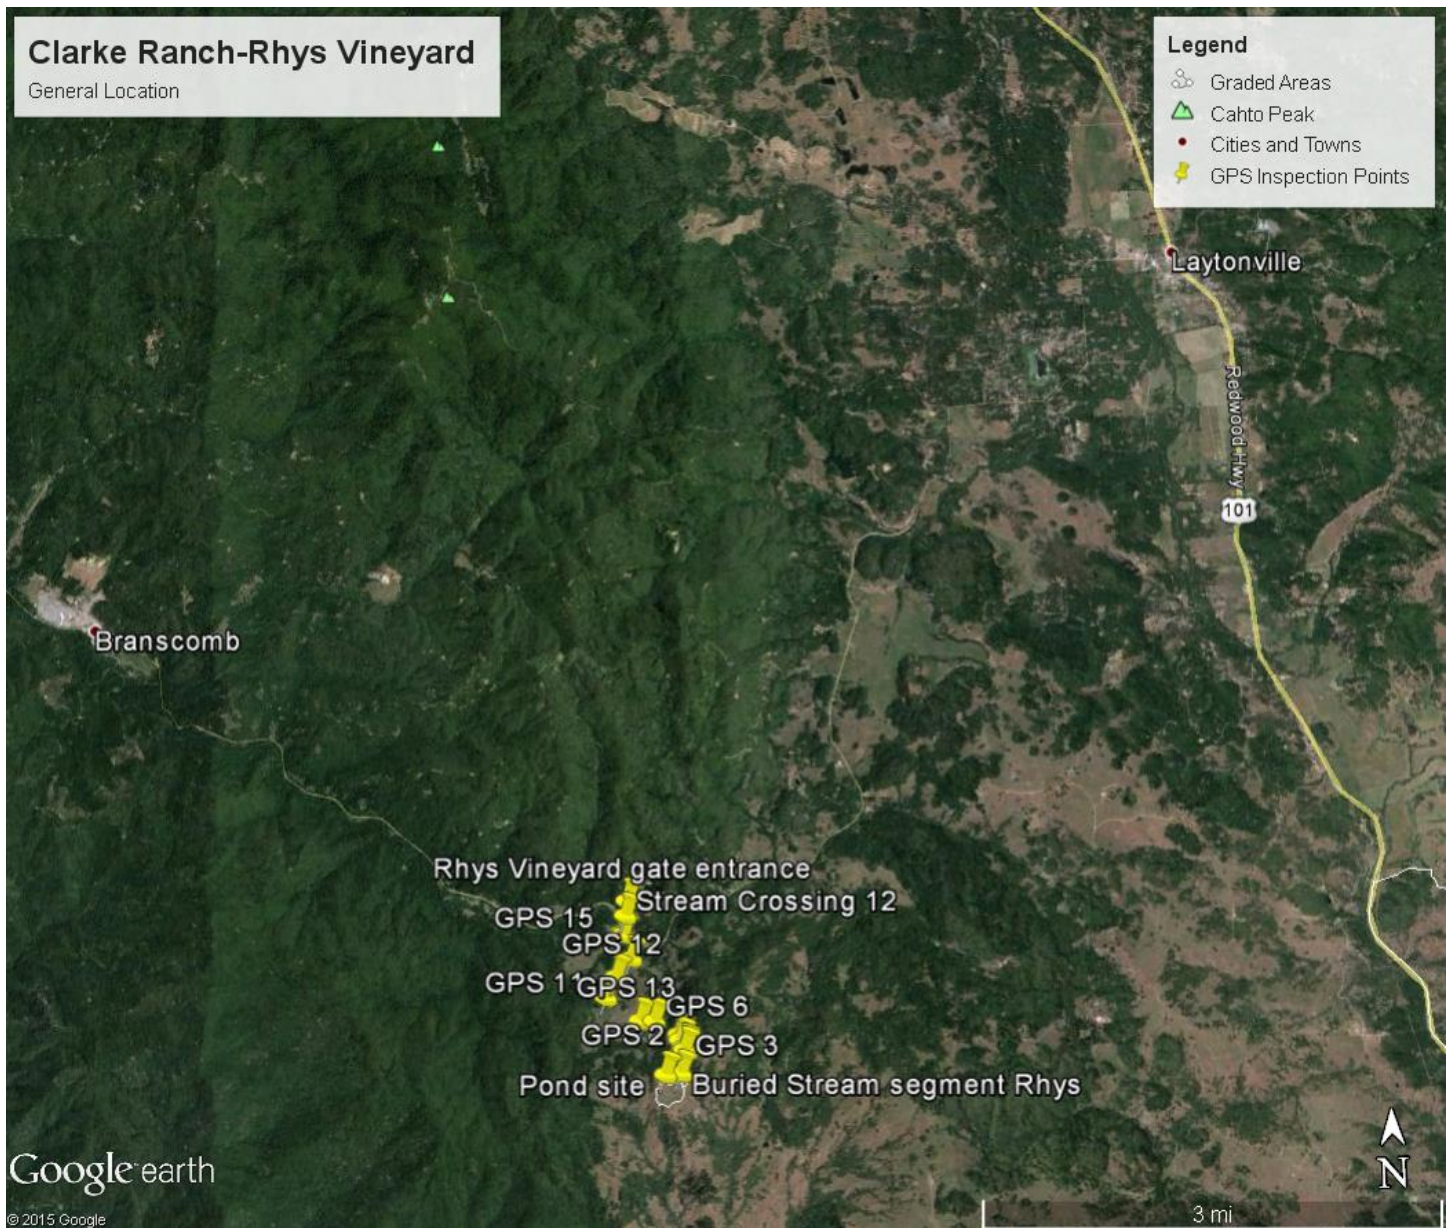 Clarke Ranch-Rhys Vineyard
General Location
Legend
Graded Areas
Cahto Peak
Cities and Towns
GPS Inspection Points
Laytonville
Redwood Hwy
101
Branscomb
Rhys Vineyard gate entrance
Stream Crossing 12
GPS 15
GPS 12
GPS 11
GPS 13
GPS 6
GPS 2
GPS 3
Pond site
Buried Stream segment Rhys
Google earth
N
© 2015 Google
3 mi